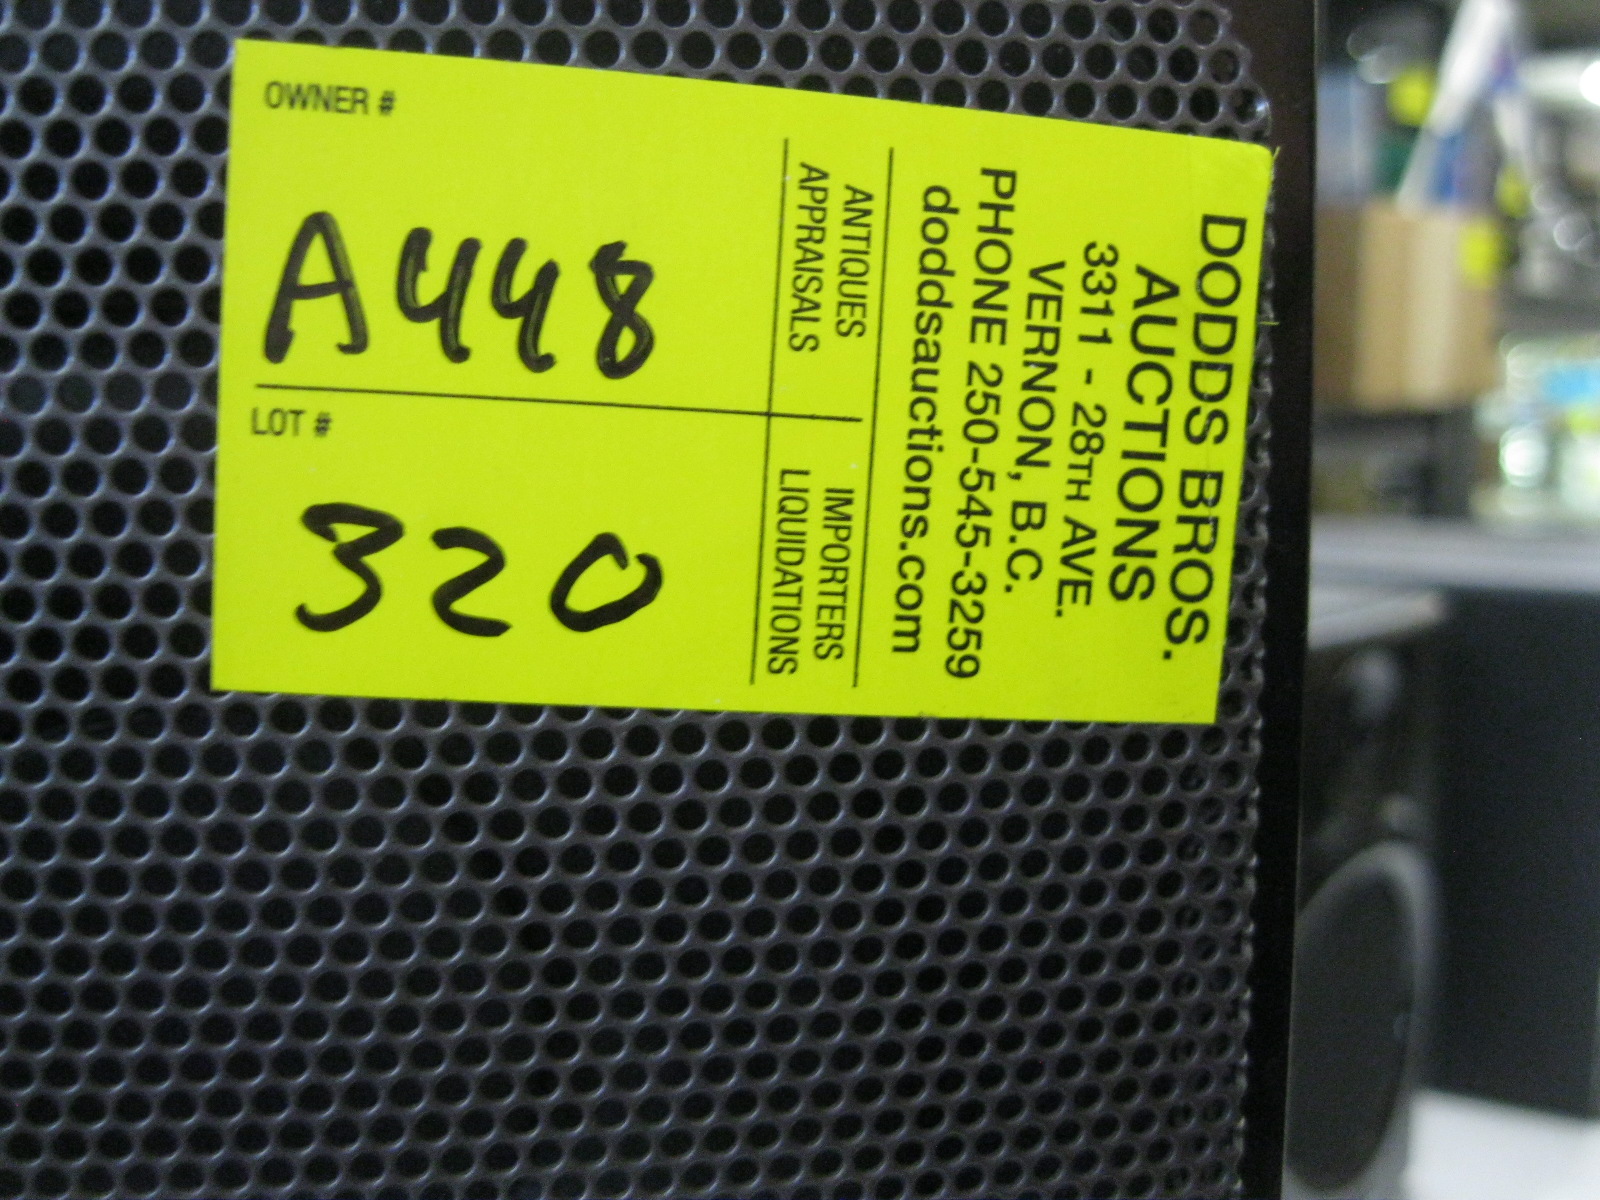 OWNER #
A448
LOT #
320
DODDS BROS.
AUCTIONS
3311 - 28TH AVE.
VERNON, B.C.
PHONE 250-545-3259
doddsauctions.com
ANTIQUES
APPRAISALS
IMPORTERS
LIQUIDATIONS